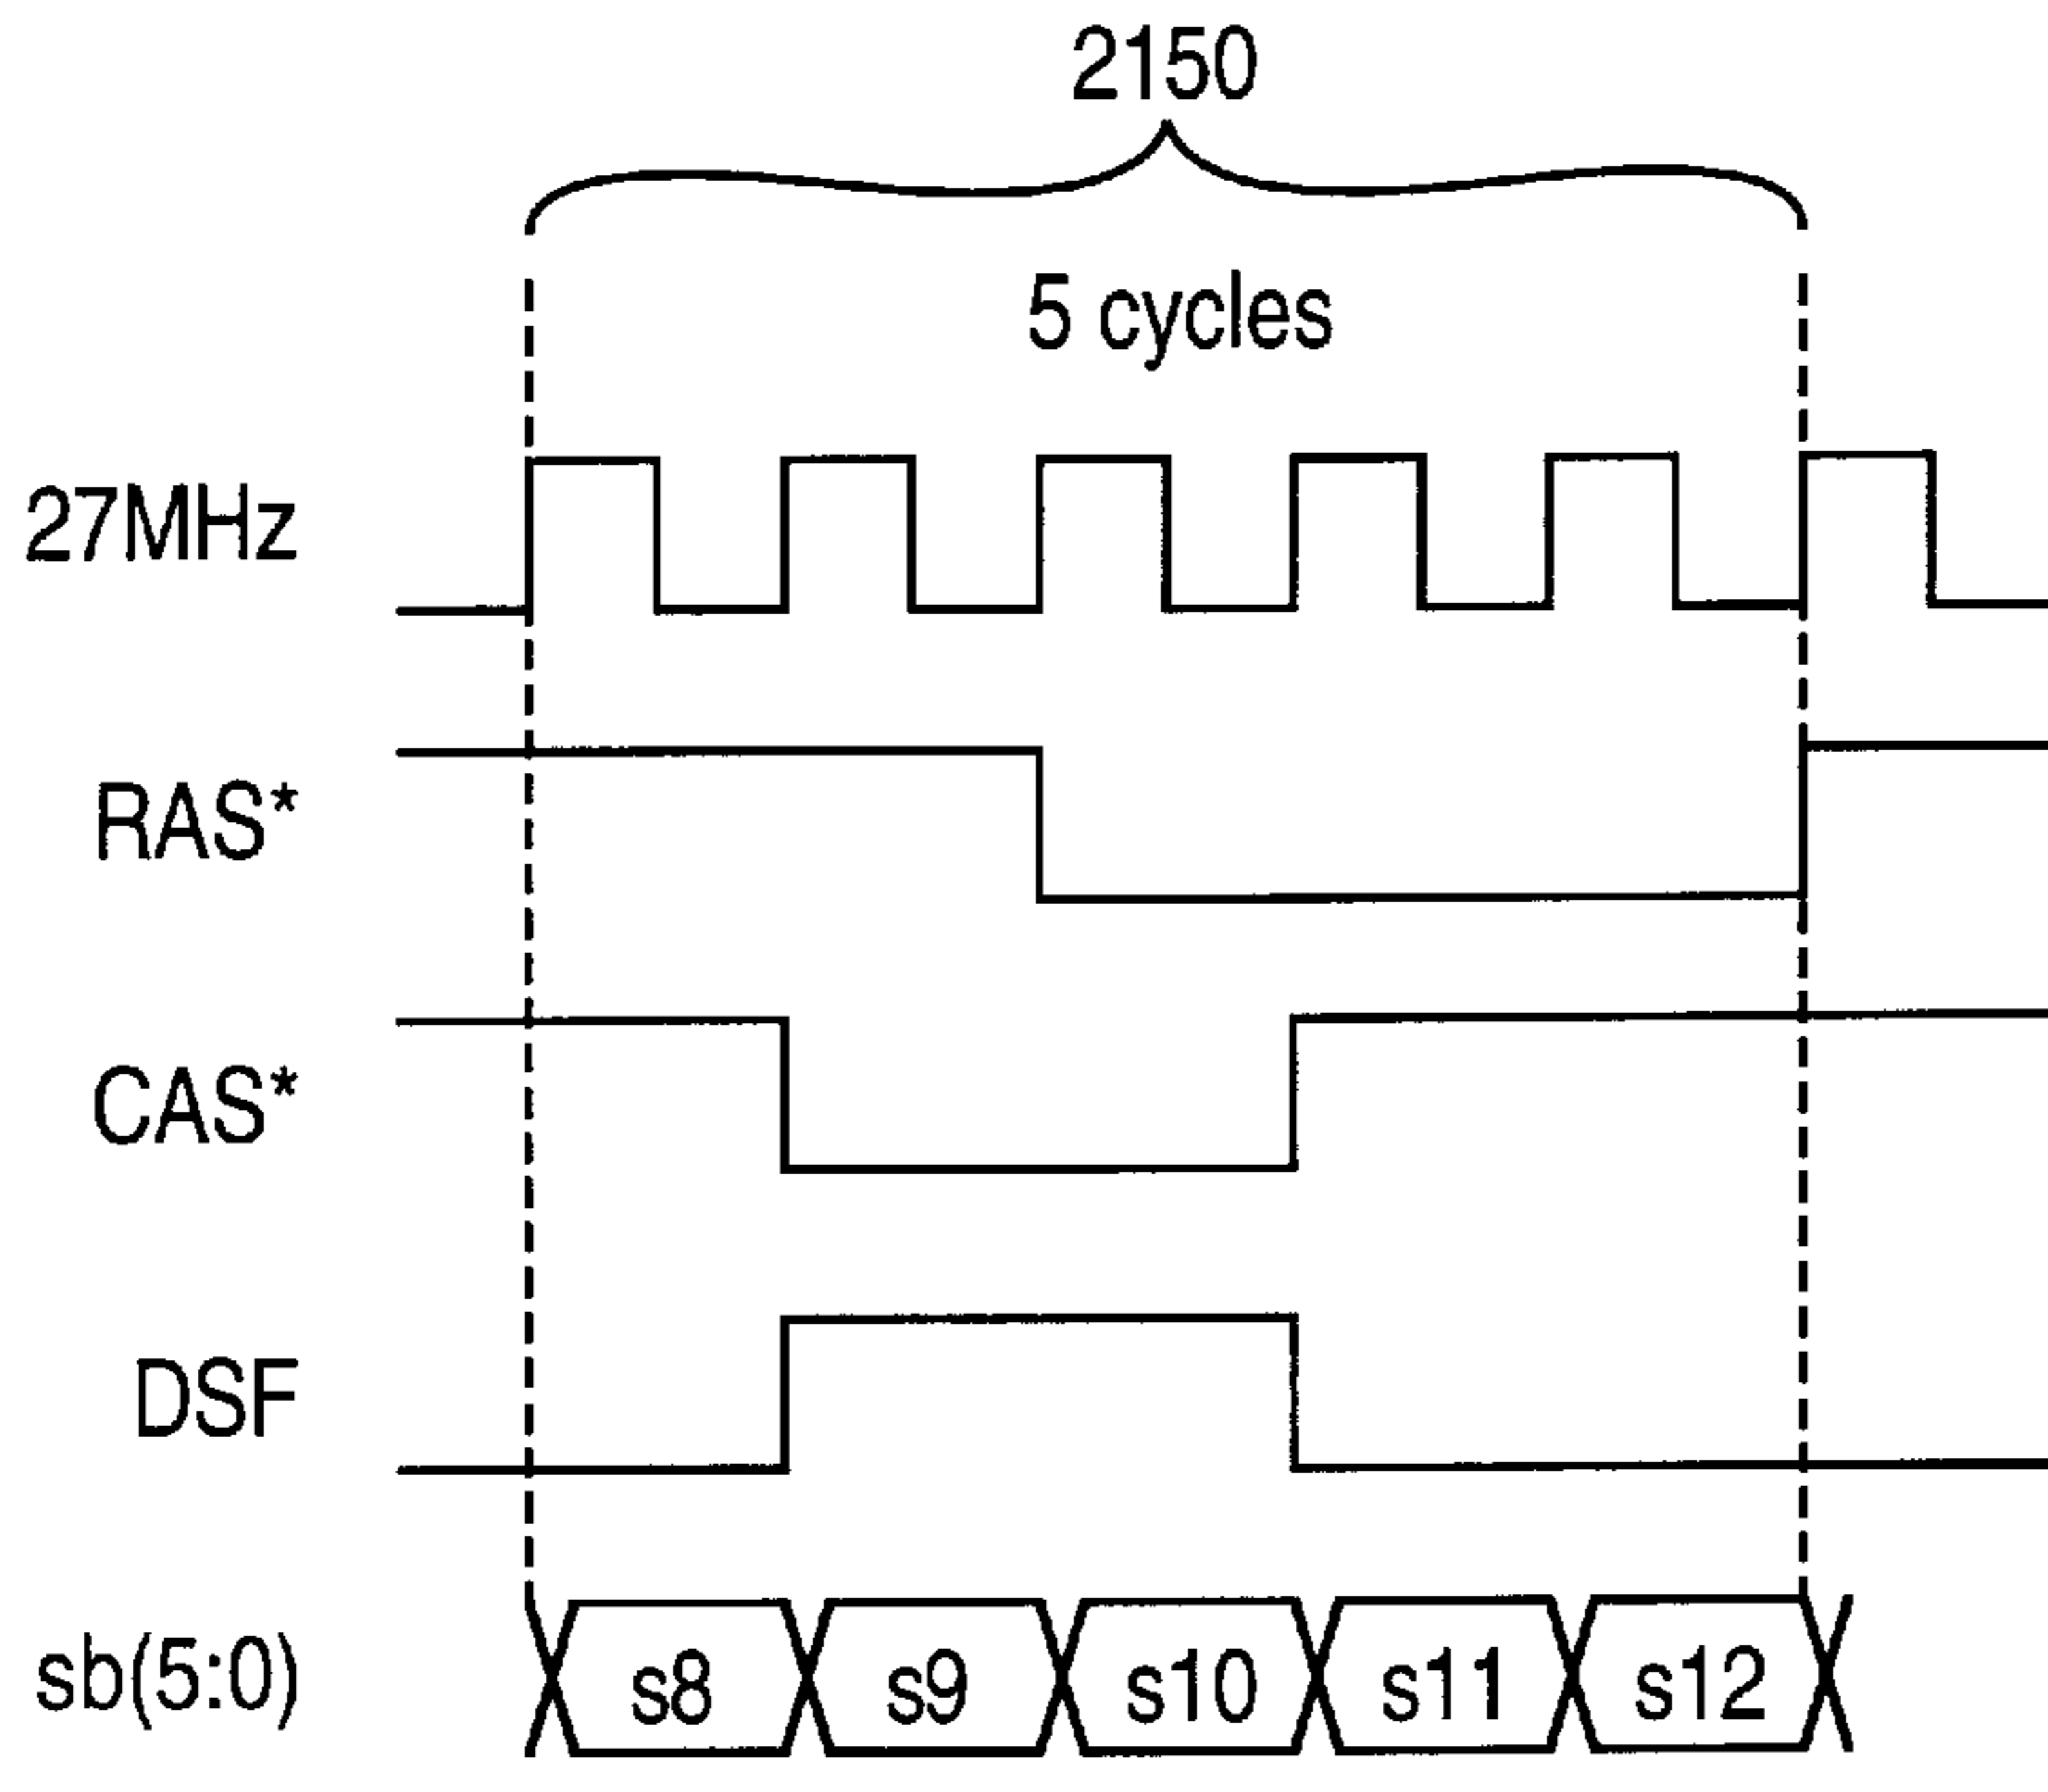 2150
5 cycles
27MHz
RAS*
CAS*
DSF
sb(5:0)
s8 s9 s10 s11 s12